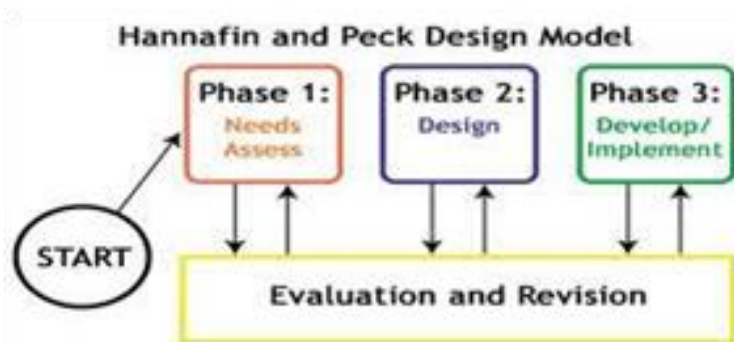 Hannafin and Peck Design Model
Phase 1:
Needs
Assess
Phase 2:
Design
Phase 3:
Develop/
Implement
START
Evaluation and Revision